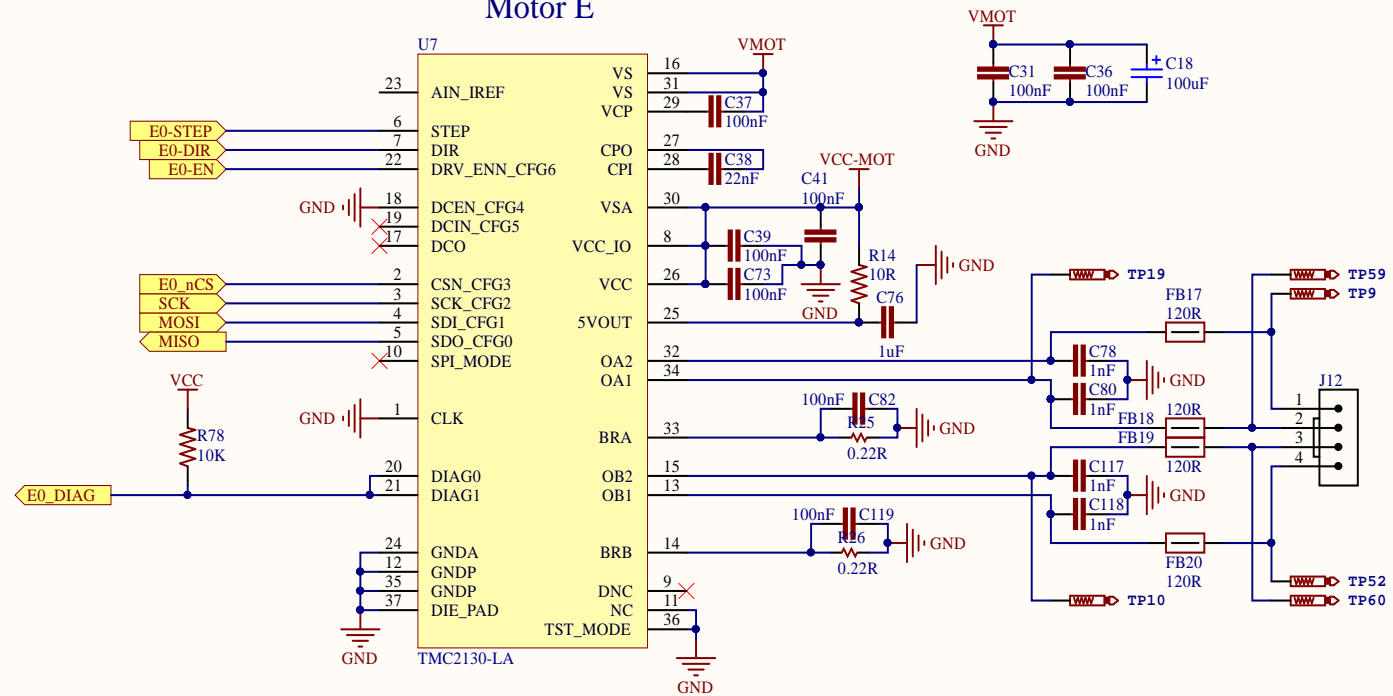 Motor E
U7
23 AIN_IREF
E0-STEP 6 STEP
E0-DIR 7 DIR
E0-EN 22 DRV_ENN_CFG6
GND 18 DCEN_CFG4
19 DCIN_CFG5
17 DCO
E0_nCS 2 CSN_CFG3
SCK 3 SCK_CFG2
MOSI 4 SDI_CFG1
MISO 5 SDO_CFG0
10 SPI_MODE
VCC
R78
10K
GND 1 CLK
20 DIAG0
E0_DIAG 21 DIAG1
24 GNDA
12 GNDP
35 GNDP
37 DIE_PAD
GND
TMC2130-LA
VS 16
VS 31
VCP 29
VMOT
C37
100nF
CPO 27
CPI 28
C38
22nF
VSA 30
VCC_IO 8
VCC 26
5VOUT 25
VCC-MOT
C41
100nF
C39
100nF
C73
100nF
GND
R14
10R
C76
1uF
GND
OA2 32
OA1 34
BRA 33
100nF C82
R25
0.22R
GND
OB2 15
OB1 13
BRB 14
100nF C119
R26
0.22R
GND
DNC 9
NC 11
TST_MODE 36
GND
VMOT
C31
100nF
C36
100nF
+
C18
100uF
GND
TP19
TP59
TP9
FB17
120R
C78
1nF
C80
1nF
GND
FB18 120R
FB19
120R
J12
1
2
3
4
C117
1nF
C118
1nF
GND
FB20
120R
TP52
TP10
TP60